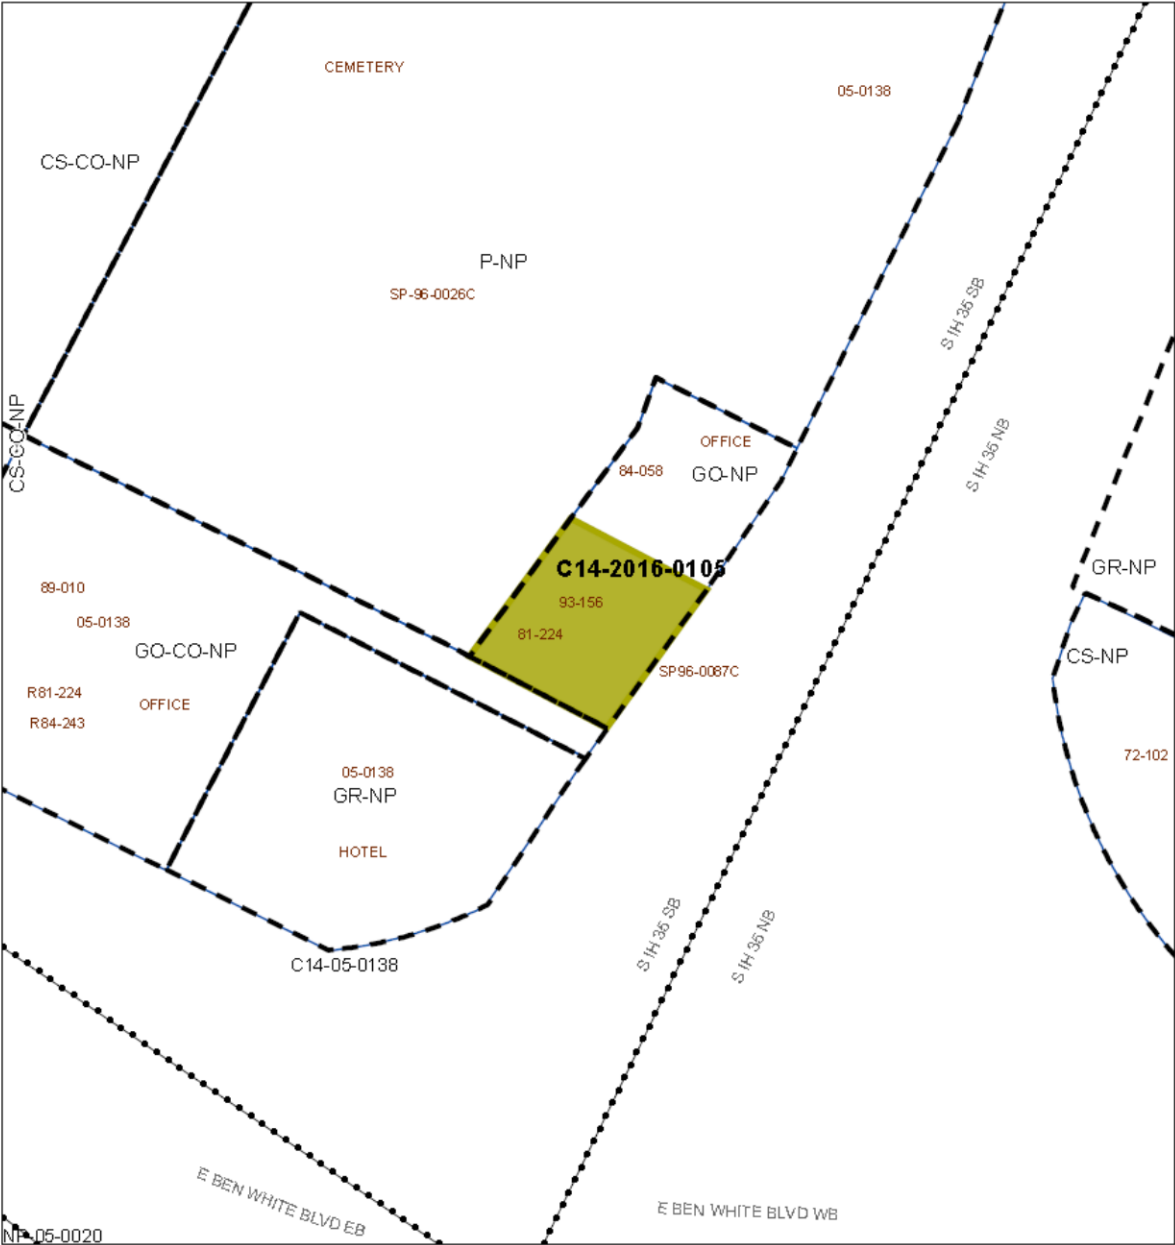 CEMETERY
05-0138
CS-CO-NP
P-NP
SP-96-0026C
S IH 35 SB
S IH 35 NB
CS-CO-NP
OFFICE
84-058
GO-NP
C14-2016-0105
93-156
81-224
SP96-0087C
GR-NP
CS-NP
72-102
89-010
05-0138
GO-CO-NP
R81-224
OFFICE
R84-243
05-0138
GR-NP
HOTEL
C14-05-0138
S IH 35 SB
S IH 35 NB
E BEN WHITE BLVD EB
E BEN WHITE BLVD WB
NP-05-0020